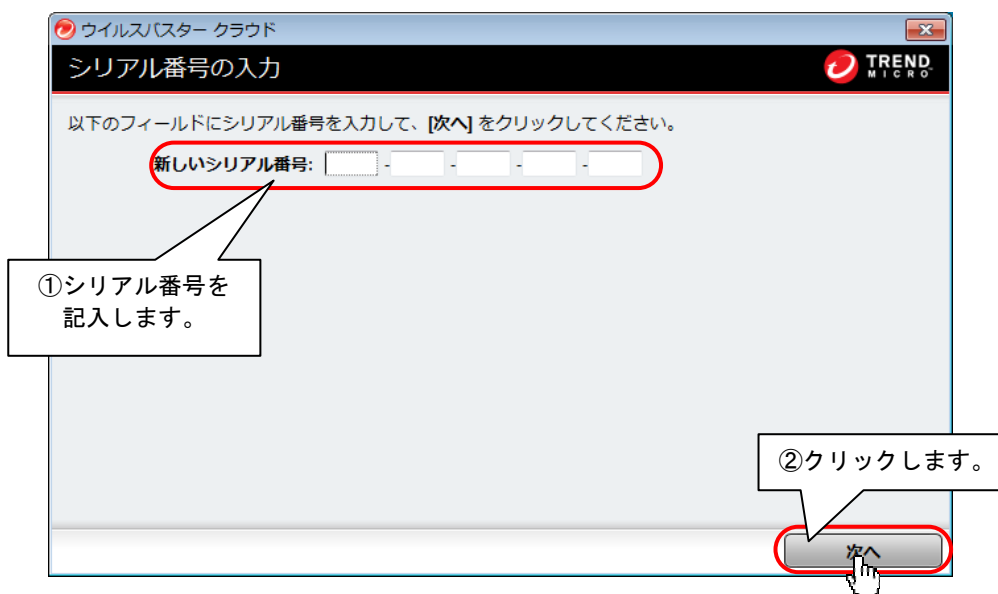 ウイルスバスター クラウド
シリアル番号の入力
TREND
MICRO
以下のフィールドにシリアル番号を入力して、[次へ] をクリックしてください。
新しいシリアル番号: - - - -
①シリアル番号を
記入します。
②クリックします。
次へ